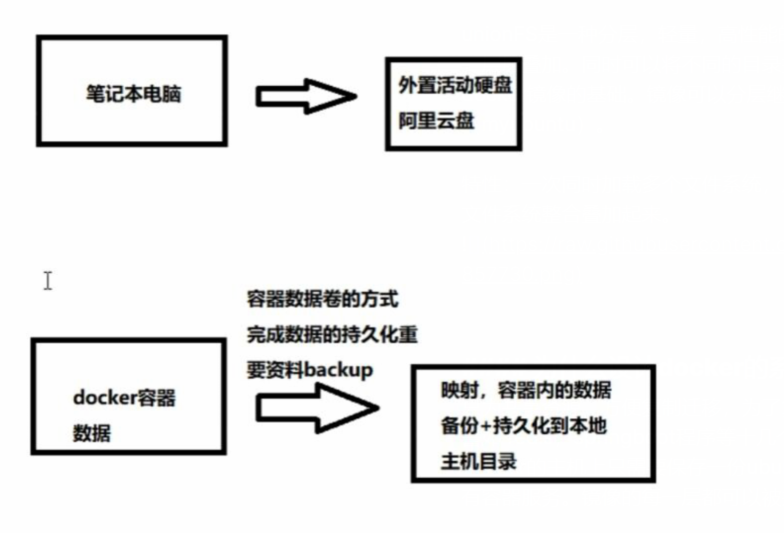 笔记本电脑
外置活动硬盘
阿里云盘
容器数据卷的方式
完成数据的持久化重
要资料backup
docker容器
数据
映射，容器内的数据
备份+持久化到本地
主机目录